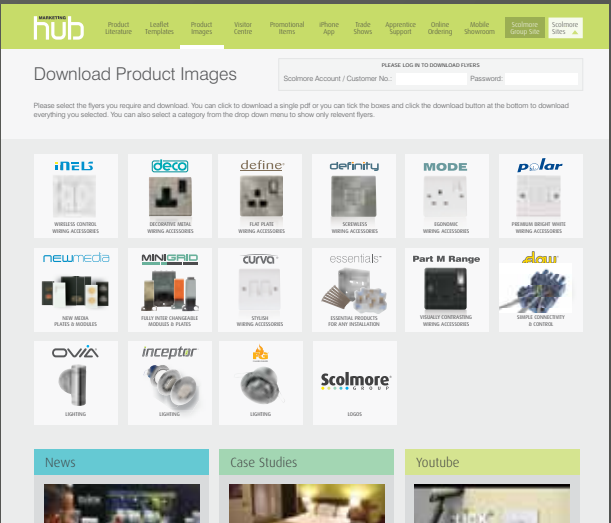 MARKETING
hub
Product Literature
Leaflet Templates
Product Images
Visitor Centre
Promotional Items
iPhone App
Trade Shows
Apprentice Support
Online Ordering
Mobile Showroom
Scolmore Group Site
Scolmore Sites
Download Product Images
PLEASE LOG IN TO DOWNLOAD FLYERS
Scolmore Account / Customer No.:
Password:
Please select the flyers you require and download. You can click to download a single pdf or you can tick the boxes and click the download button at the bottom to download
everything you selected. You can also select a category from the drop down menu to show only relevent flyers.
iNELS
WIRELESS CONTROL
WIRING ACCESSORIES
deco
DECORATIVE METAL
WIRING ACCESSORIES
define
FLAT PLATE
WIRING ACCESSORIES
definity
SCREWLESS
WIRING ACCESSORIES
MODE
EGONOMIC
WIRING ACCESSORIES
polar
PREMIUM BRIGHT WHITE
WIRING ACCESSORIES
newmedia
NEW MEDIA
PLATES & MODULES
MINIGRID
FULLY INTER CHANGEABLE
MODULES & PLATES
curva
STYLISH
WIRING ACCESSORIES
essentials
ESSENTIAL PRODUCTS
FOR ANY INSTALLATION
Part M Range
VISUALLY CONTRASTING
WIRING ACCESSORIES
flow
SIMPLE CONNECTIVITY
& CONTROL
OVIA
LIGHTING
inceptor
LIGHTING
FG
LIGHTING
Scolmore
GROUP
LOGOS
News
Case Studies
Youtube